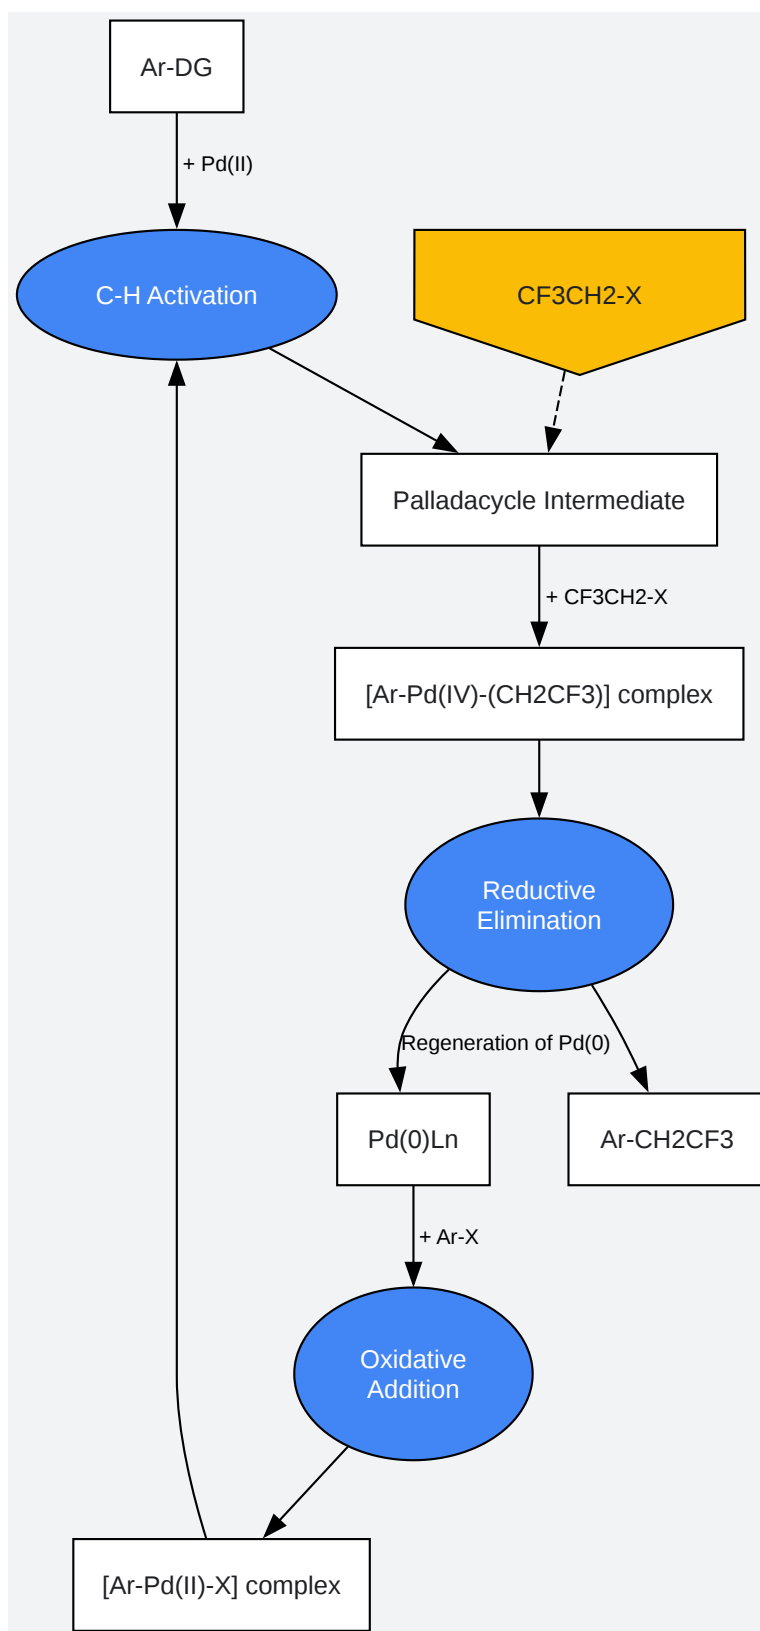 Ar-DG
+ Pd(II)
C-H Activation
CF3CH2-X
Palladacycle Intermediate
+ CF3CH2-X
[Ar-Pd(IV)-(CH2CF3)] complex
Reductive
Elimination
Regeneration of Pd(0)
Pd(0)Ln
Ar-CH2CF3
+ Ar-X
Oxidative
Addition
[Ar-Pd(II)-X] complex